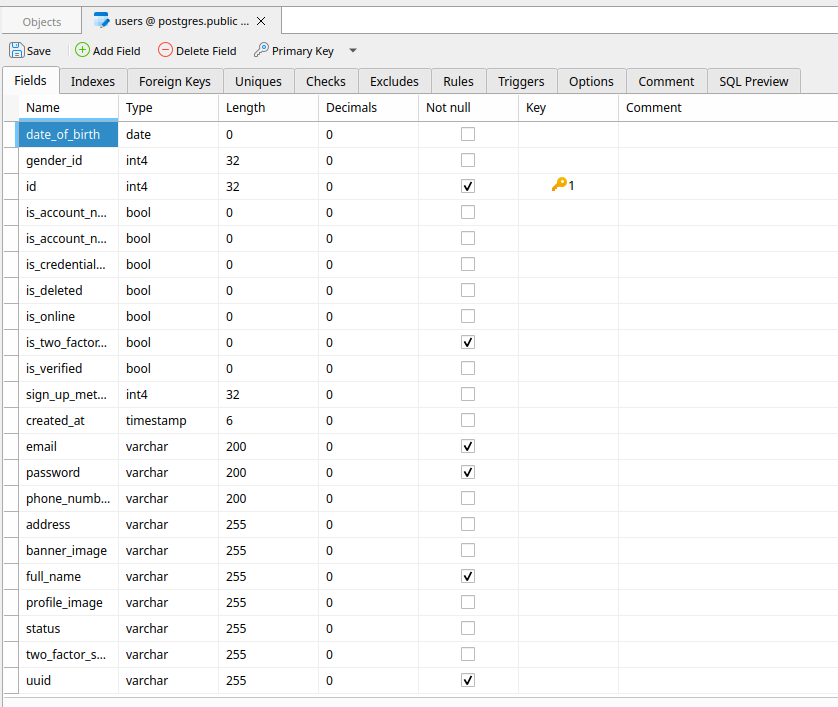 Objects users @ postgres.public ...
Save Add Field Delete Field Primary Key
Fields Indexes Foreign Keys Uniques Checks Excludes Rules Triggers Options Comment SQL Preview
Name Type Length Decimals Not null Key Comment
date_of_birth date 0 0
gender_id int4 32 0
id int4 32 0 1
is_account_n... bool 0 0
is_account_n... bool 0 0
is_credential... bool 0 0
is_deleted bool 0 0
is_online bool 0 0
is_two_factor... bool 0 0
is_verified bool 0 0
sign_up_met... int4 32 0
created_at timestamp 6 0
email varchar 200 0
password varchar 200 0
phone_numb... varchar 200 0
address varchar 255 0
banner_image varchar 255 0
full_name varchar 255 0
profile_image varchar 255 0
status varchar 255 0
two_factor_s... varchar 255 0
uuid varchar 255 0